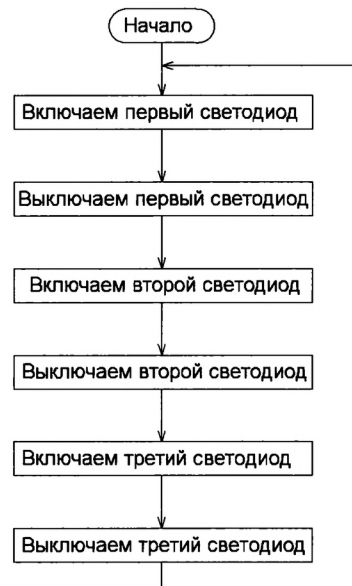 Начало
Включаем первый светодиод
Выключаем первый светодиод
Включаем второй светодиод
Выключаем второй светодиод
Включаем третий светодиод
Выключаем третий светодиод